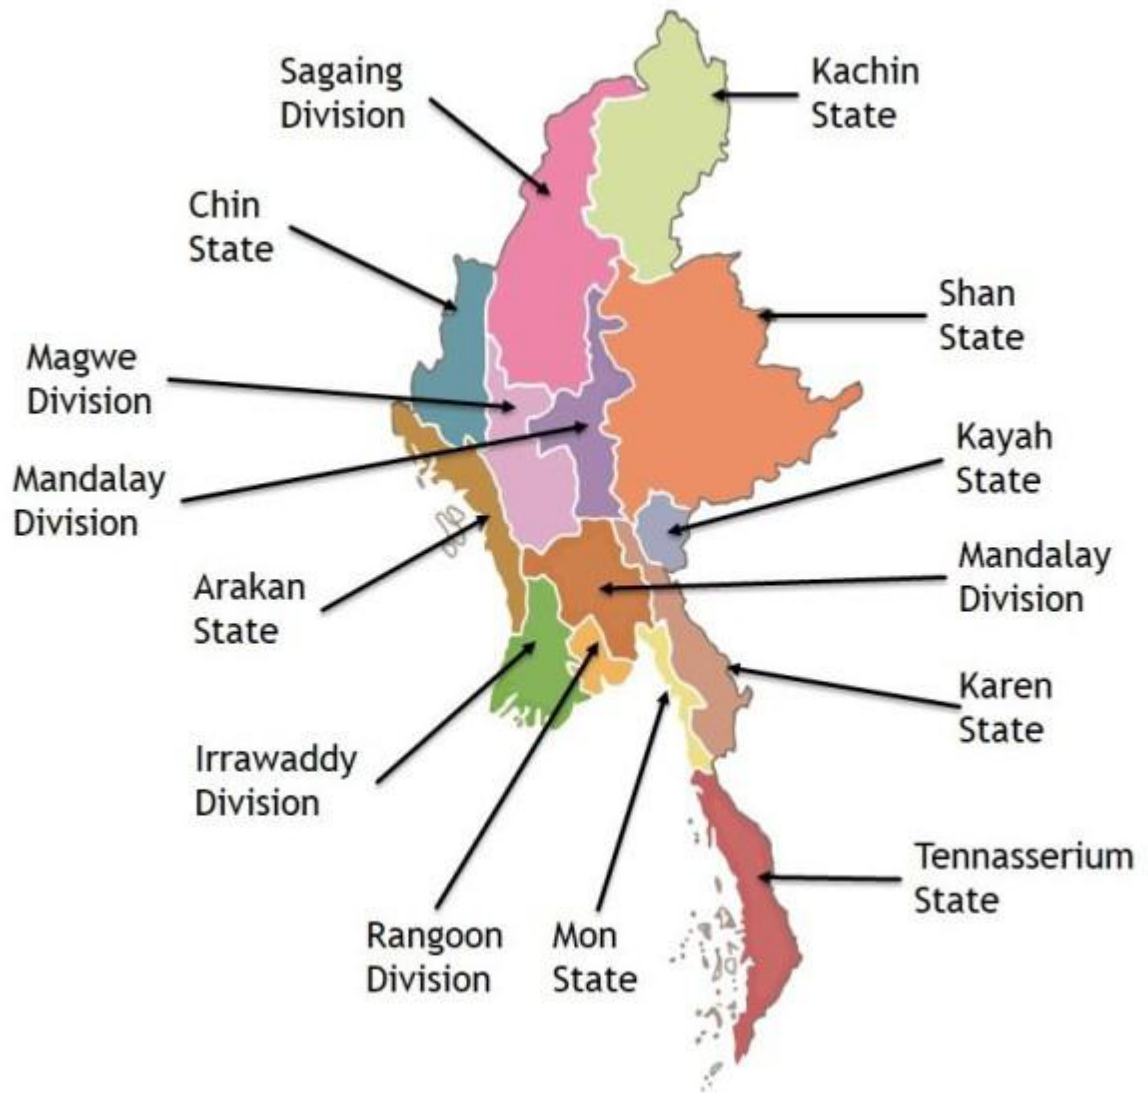 Sagaing
Division
Kachin
State
Chin
State
Shan
State
Magwe
Division
Kayah
State
Mandalay
Division
Mandalay
Division
Arakan
State
Karen
State
Irrawaddy
Division
Tennasserium
State
Rangoon
Division
Mon
State